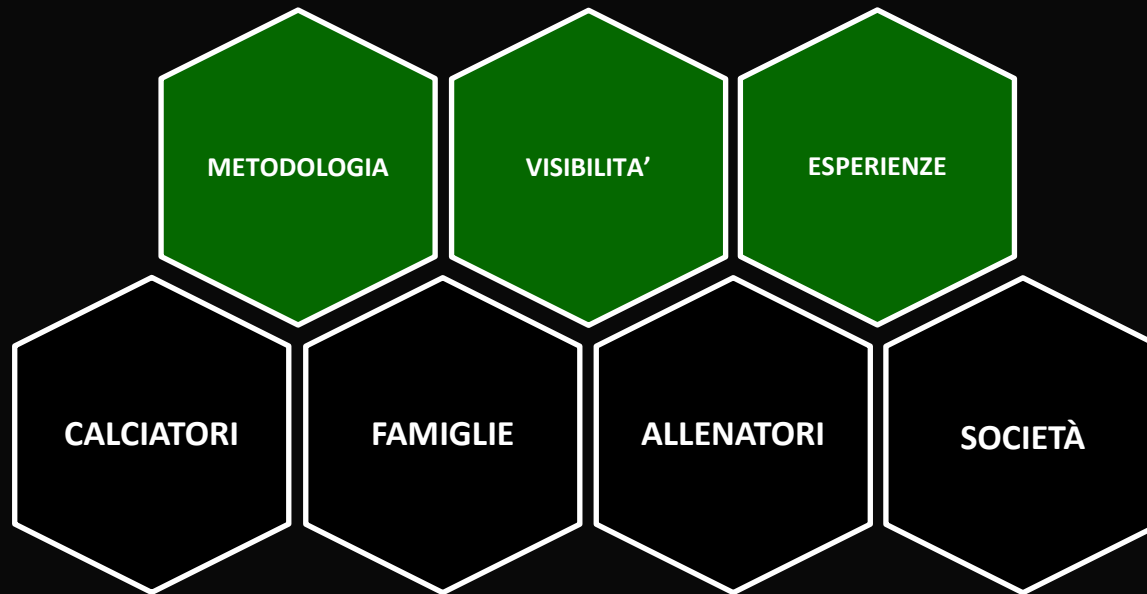 METODOLOGIA
VISIBILITA’
ESPERIENZE
CALCIATORI
FAMIGLIE
ALLENATORI
SOCIETÀ